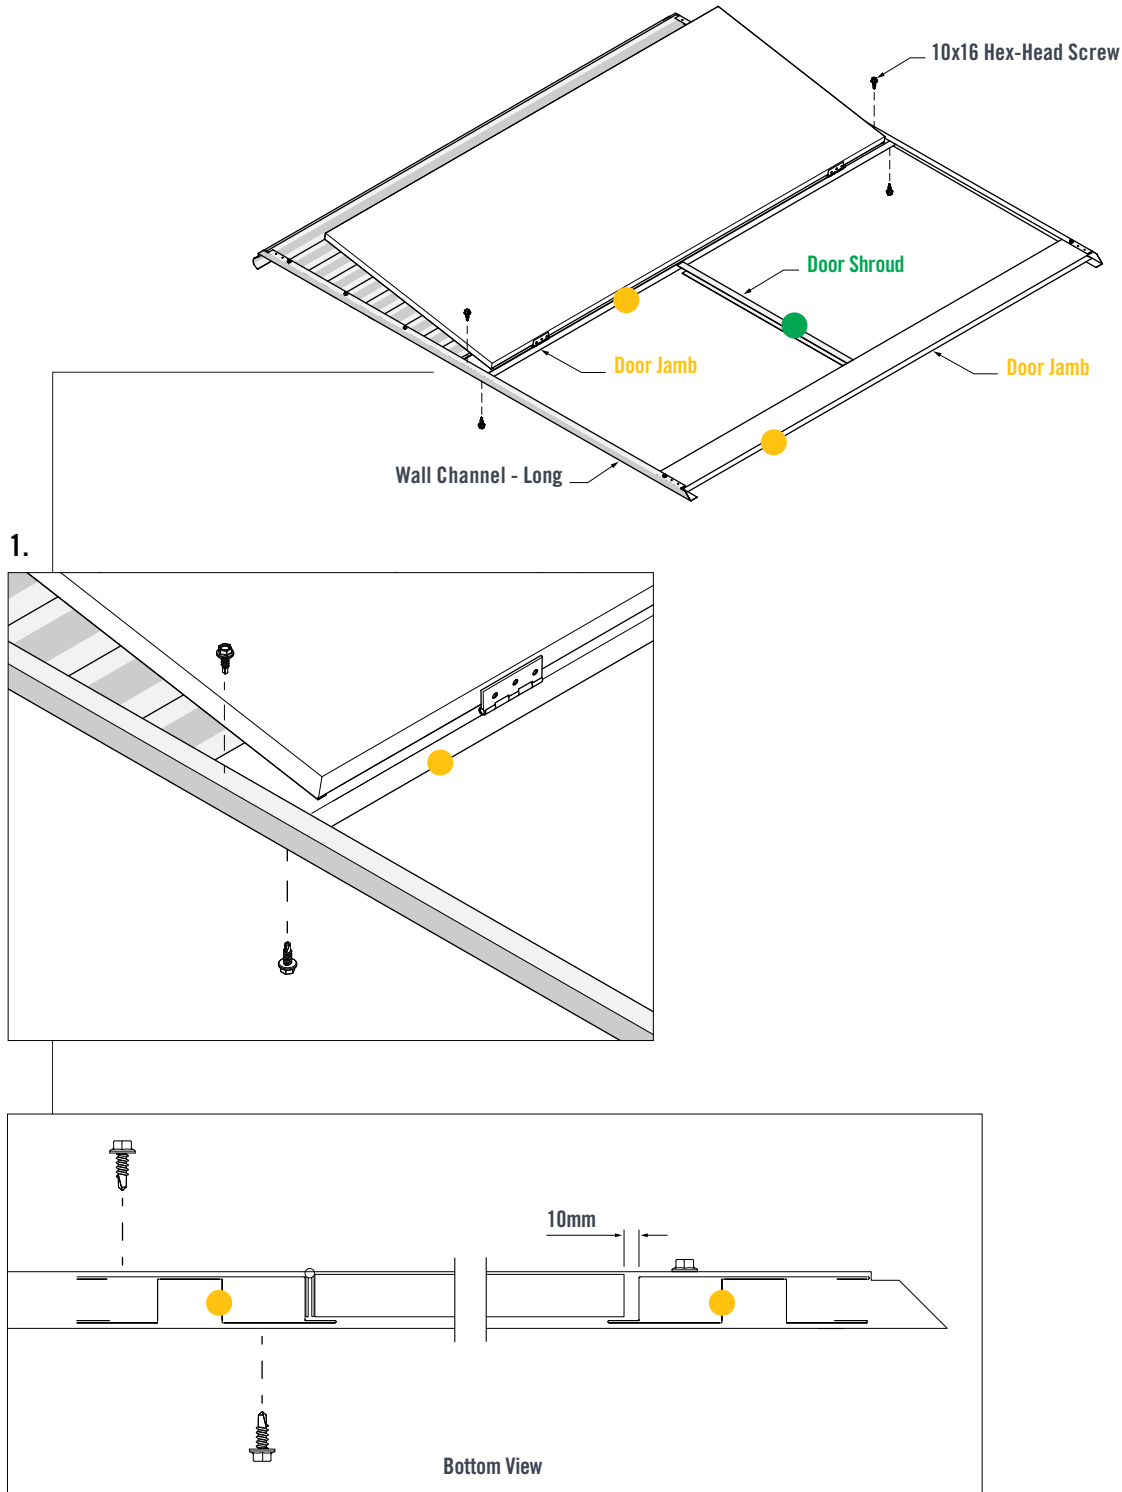 10x16 Hex-Head Screw
Door Shroud
Door Jamb
Door Jamb
Wall Channel - Long
1.
10mm
Bottom View